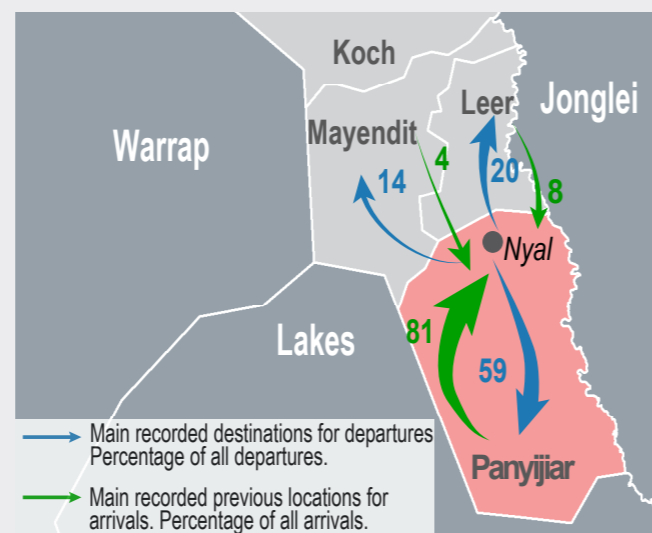 Koch
Leer
Jonglei
Mayendit
Warrap
4
14
20
8
Nyal
81
Lakes
59
Main recorded destinations for departures
Percentage of all departures.
Panyijiar
Main recorded previous locations for
arrivals. Percentage of all arrivals.